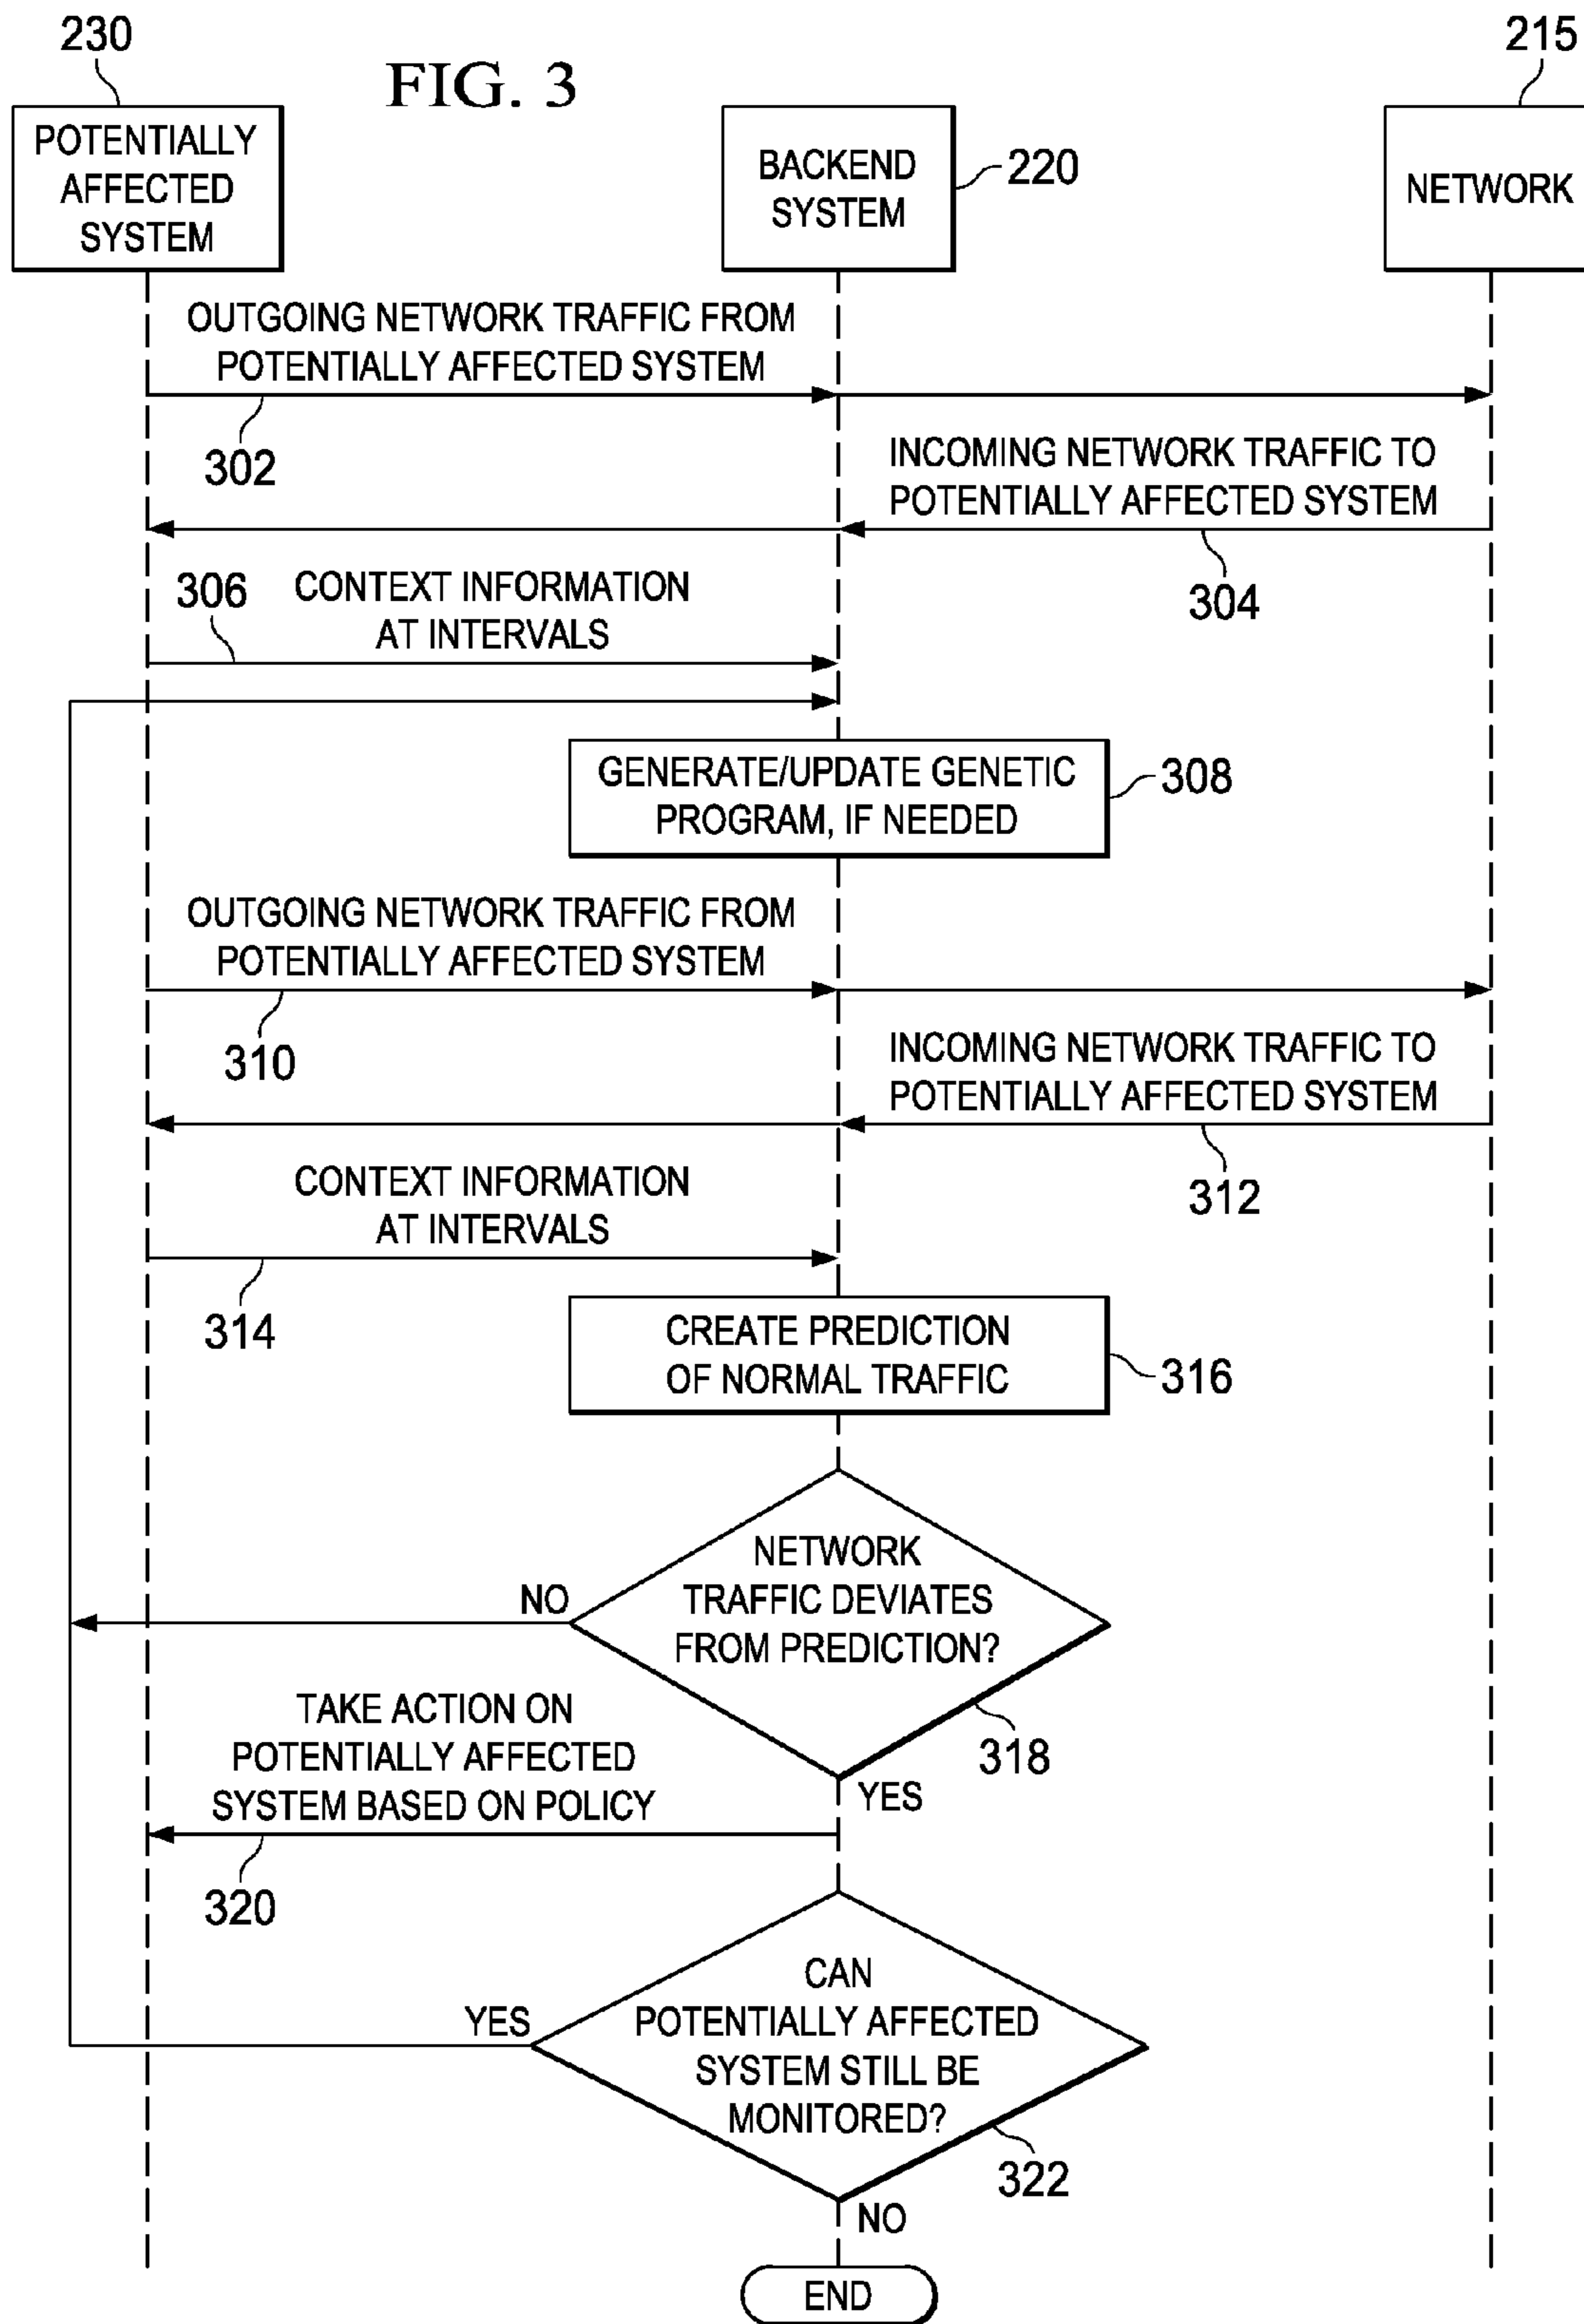 230
FIG. 3
215
POTENTIALLY
AFFECTED
SYSTEM
BACKEND
SYSTEM
220
NETWORK
OUTGOING NETWORK TRAFFIC FROM
POTENTIALLY AFFECTED SYSTEM
302
INCOMING NETWORK TRAFFIC TO
POTENTIALLY AFFECTED SYSTEM
304
306
CONTEXT INFORMATION
AT INTERVALS
GENERATE/UPDATE GENETIC
PROGRAM, IF NEEDED
308
OUTGOING NETWORK TRAFFIC FROM
POTENTIALLY AFFECTED SYSTEM
310
INCOMING NETWORK TRAFFIC TO
POTENTIALLY AFFECTED SYSTEM
312
CONTEXT INFORMATION
AT INTERVALS
314
CREATE PREDICTION
OF NORMAL TRAFFIC
316
NETWORK
TRAFFIC DEVIATES
FROM PREDICTION?
NO
318
YES
TAKE ACTION ON
POTENTIALLY AFFECTED
SYSTEM BASED ON POLICY
320
CAN
POTENTIALLY AFFECTED
SYSTEM STILL BE
MONITORED?
YES
322
NO
END